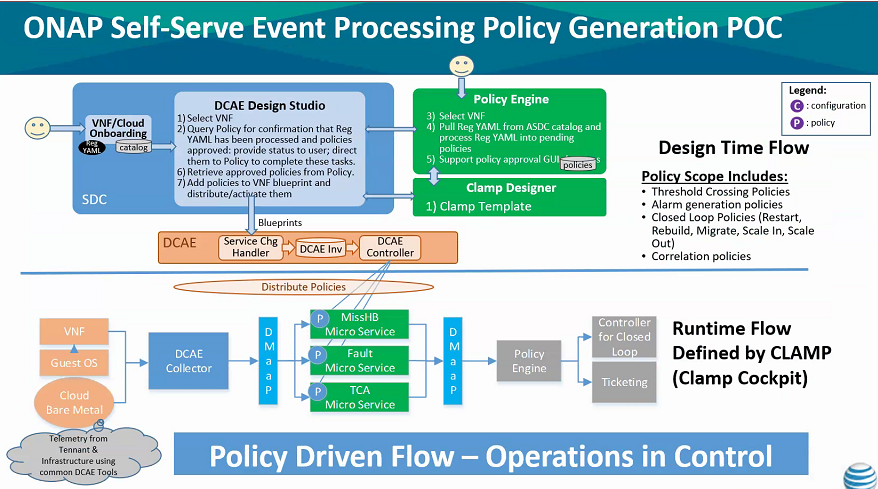 ONAP Self-Serve Event Processing Policy Generation POC
Legend:
C : configuration
P : policy
VNF/Cloud
Onboarding
Reg
YAML
catalog
SDC
DCAE Design Studio
1) Select VNF
2) Query Policy for confirmation that Reg
YAML has been processed and policies
approved: provide status to user; direct
them to Policy to complete these tasks.
6) Retrieve approved policies from Policy.
7) Add policies to VNF blueprint and
distribute/activate them
Policy Engine
3) Select VNF
4) Pull Reg YAML from ASDC catalog and
process Reg YAML into pending
policies
5) Support policy approval GUI
policies
Clamp Designer
1) Clamp Template
Design Time Flow
Policy Scope Includes:
• Threshold Crossing Policies
• Alarm generation policies
• Closed Loop Policies (Restart,
Rebuild, Migrate, Scale In, Scale
Out)
• Correlation policies
Blueprints
DCAE
Service Chg
Handler
DCAE Inv
DCAE
Controller
Distribute Policies
VNF
Guest OS
Cloud
Bare Metal
Telemetry from
Tennant &
Infrastructure using
common DCAE Tools
DCAE
Collector
DMaaP
P
MissHB
Micro Service
P
Fault
Micro Service
P
TCA
Micro Service
DMaaP
Policy
Engine
Controller
for Closed
Loop
Ticketing
Runtime Flow
Defined by CLAMP
(Clamp Cockpit)
Policy Driven Flow – Operations in Control